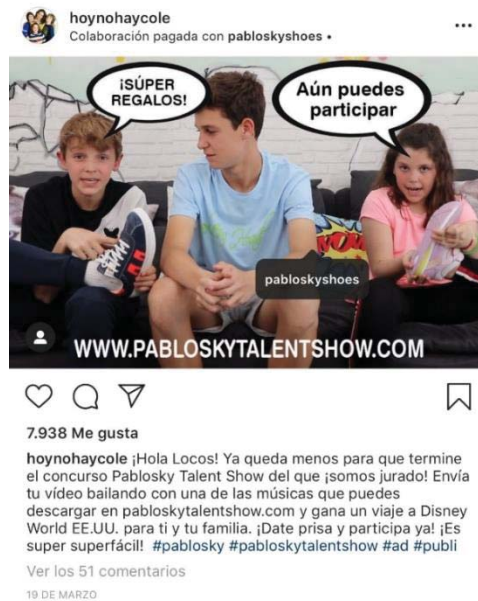 hoynohaycole
Colaboración pagada con pabloskyshoes •
¡SÚPER
REGALOS!
Aún puedes
participar
WOW
pabloskyshoes
WWW.PABLOSKYTALENTSHOW.COM
7.938 Me gusta
hoynohaycole ¡Hola Locos! Ya queda menos para que termine
el concurso Pablosky Talent Show del que ¡somos jurado! Envía
tu vídeo bailando con una de las músicas que puedes
descargar en pabloskytalentshow.com y gana un viaje a Disney
World EE.UU. para ti y tu familia. ¡Date prisa y participa ya! ¡Es
super superfácil! #pablosky #pabloskytalentshow #ad #publi
Ver los 51 comentarios
19 DE MARZO